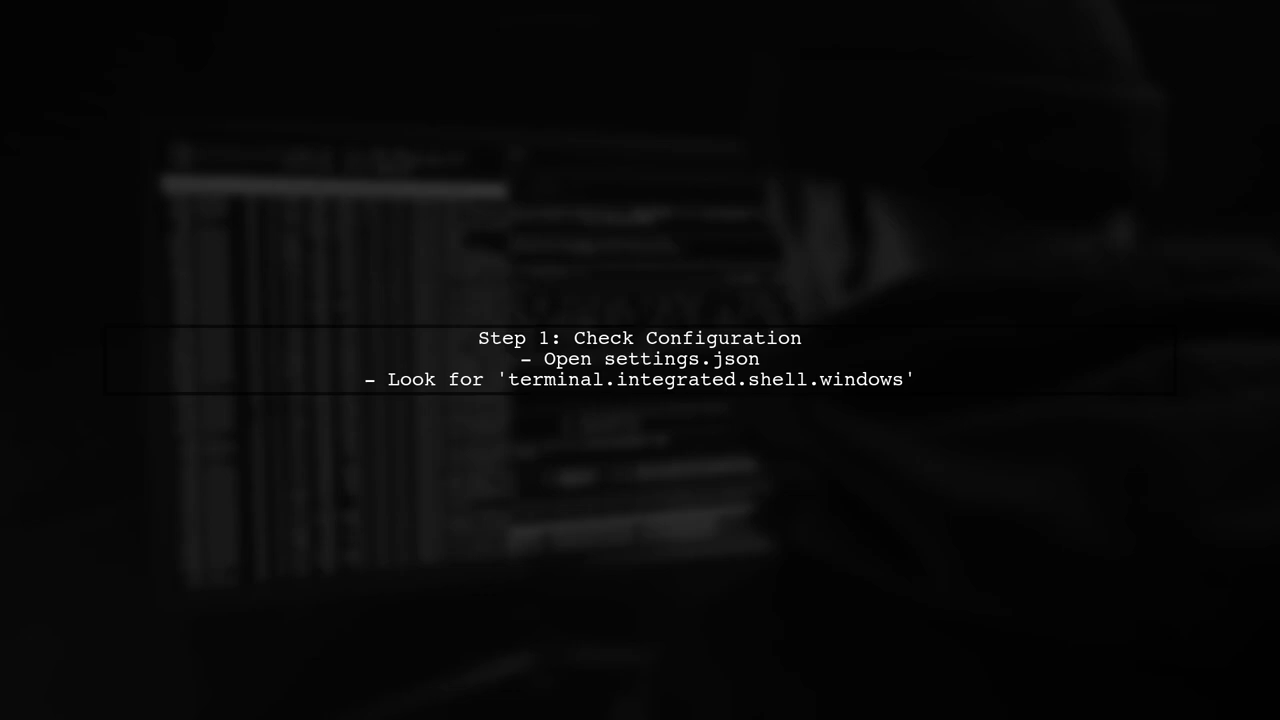 Step 1: Check Configuration
- Open settings.json
- Look for 'terminal.integrated.shell.windows'